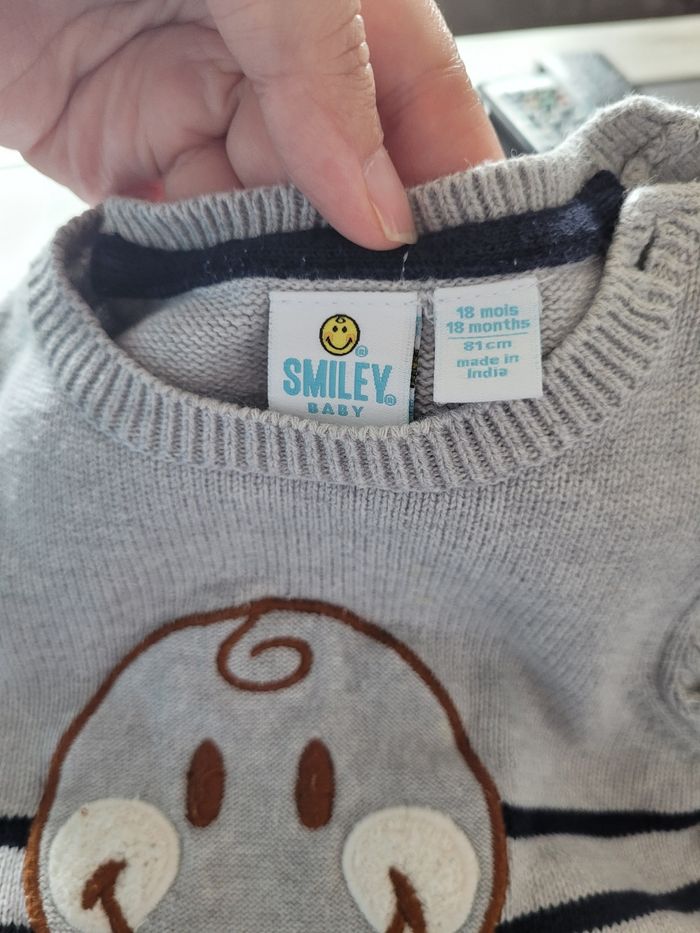 SMILEY®
BABY
18 mois
18 months
81cm
made in
India